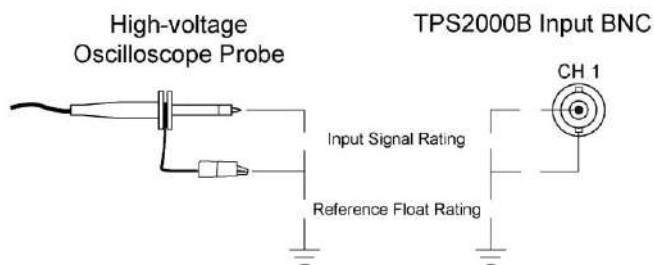 High-voltage
Oscilloscope Probe
TPS2000B Input BNC
CH 1
Input Signal Rating
Reference Float Rating